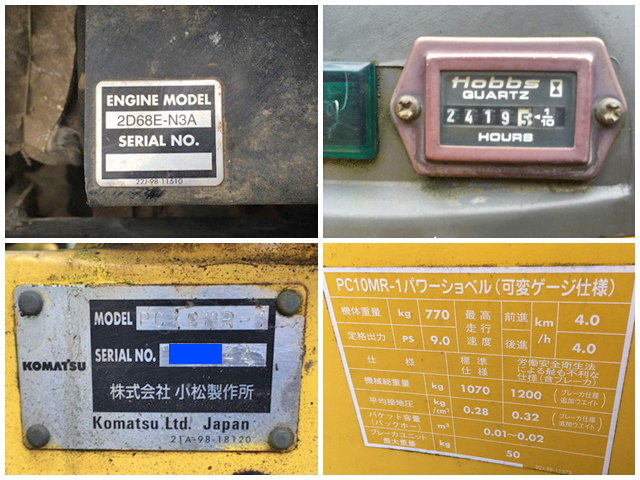 ENGINE MODEL
2D68E-N3A
SERIAL NO.
22J-98-11310
Hobbs
QUARTZ
2419 1/10
HOURS
MODEL PC10MR-1
SERIAL NO.
KOMATSU
株式会社 小松製作所
Komatsu Ltd. Japan
21A-98-18120
PC10MR-1パワーショベル(可変ゲージ仕様)
機体重量 kg 770 最高走行速度 前進 km/h 4.0
定格出力 PS 9.0 後進 4.0
仕様 標準仕様 労働安全衛生法による最も不利な仕様(含ブレーカ)
機械総重量 kg 1070 1200 (ブレーカ仕様追加ウエイト)
平均接地圧 kg/cm² 0.28 0.32 (ブレーカ仕様追加ウエイト)
バケット容量(バックホー) m³ 0.01~0.02
ブレーカユニット最大重量 kg 50